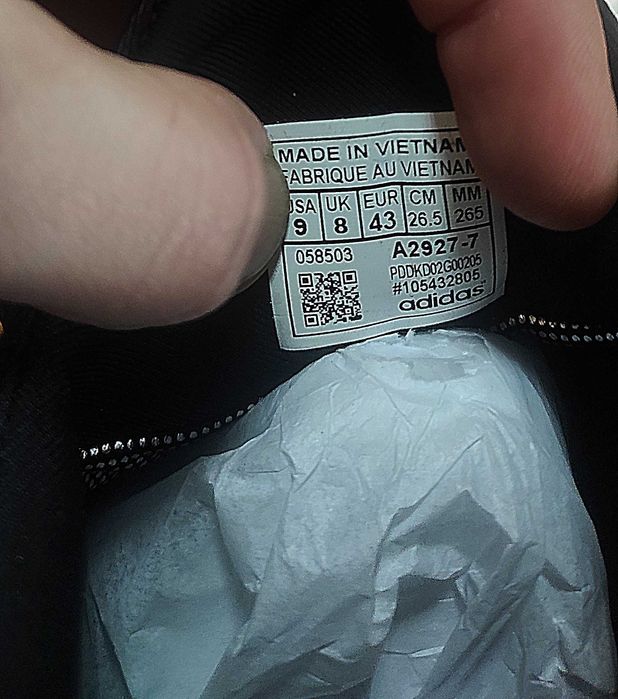 MADE IN VIETNAM
FABRIQUE AU VIETNAM
USA UK EUR CM MM
9 8 43 26.5 265
058503 A2927-7
PDDKD02G00205
#105432805
adidas